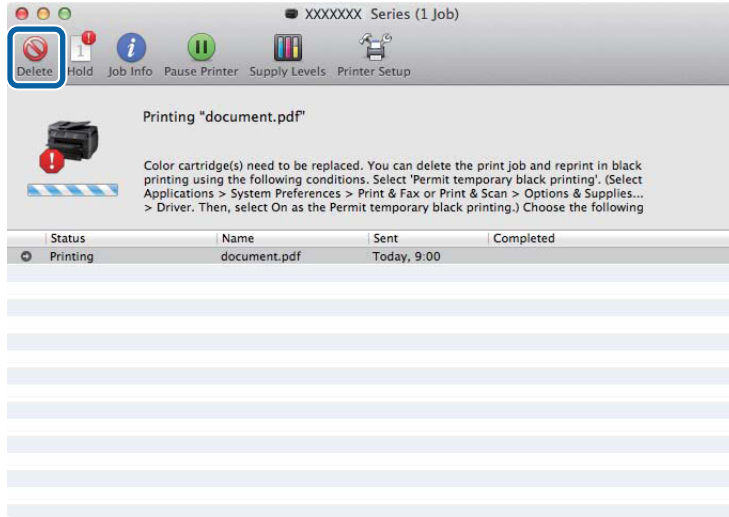 XXXXXXX Series (1 Job)
Delete Hold Job Info Pause Printer Supply Levels Printer Setup
1
Printing “document.pdf”
Color cartridge(s) need to be replaced. You can delete the print job and reprint in black
printing using the following conditions. Select 'Permit temporary black printing'. (Select
Applications > System Preferences > Print & Fax or Print & Scan > Options & Supplies...
> Driver. Then, select On as the Permit temporary black printing.) Choose the following
Status Name Sent Completed
Printing document.pdf Today, 9:00